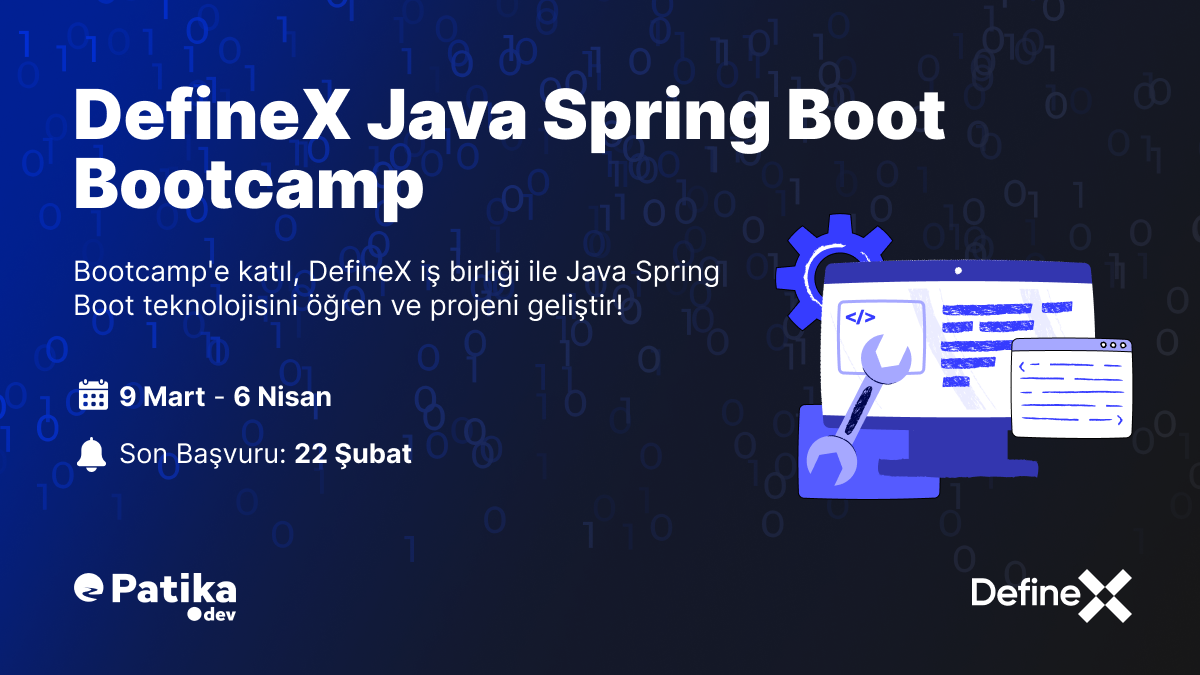 DefineX Java Spring Boot
Bootcamp
Bootcamp'e katıl, DefineX iş birliği ile Java Spring
Boot teknolojisini öğren ve projeni geliştir!
9 Mart - 6 Nisan
Son Başvuru: 22 Şubat
</>
Patika
dev
DefineX